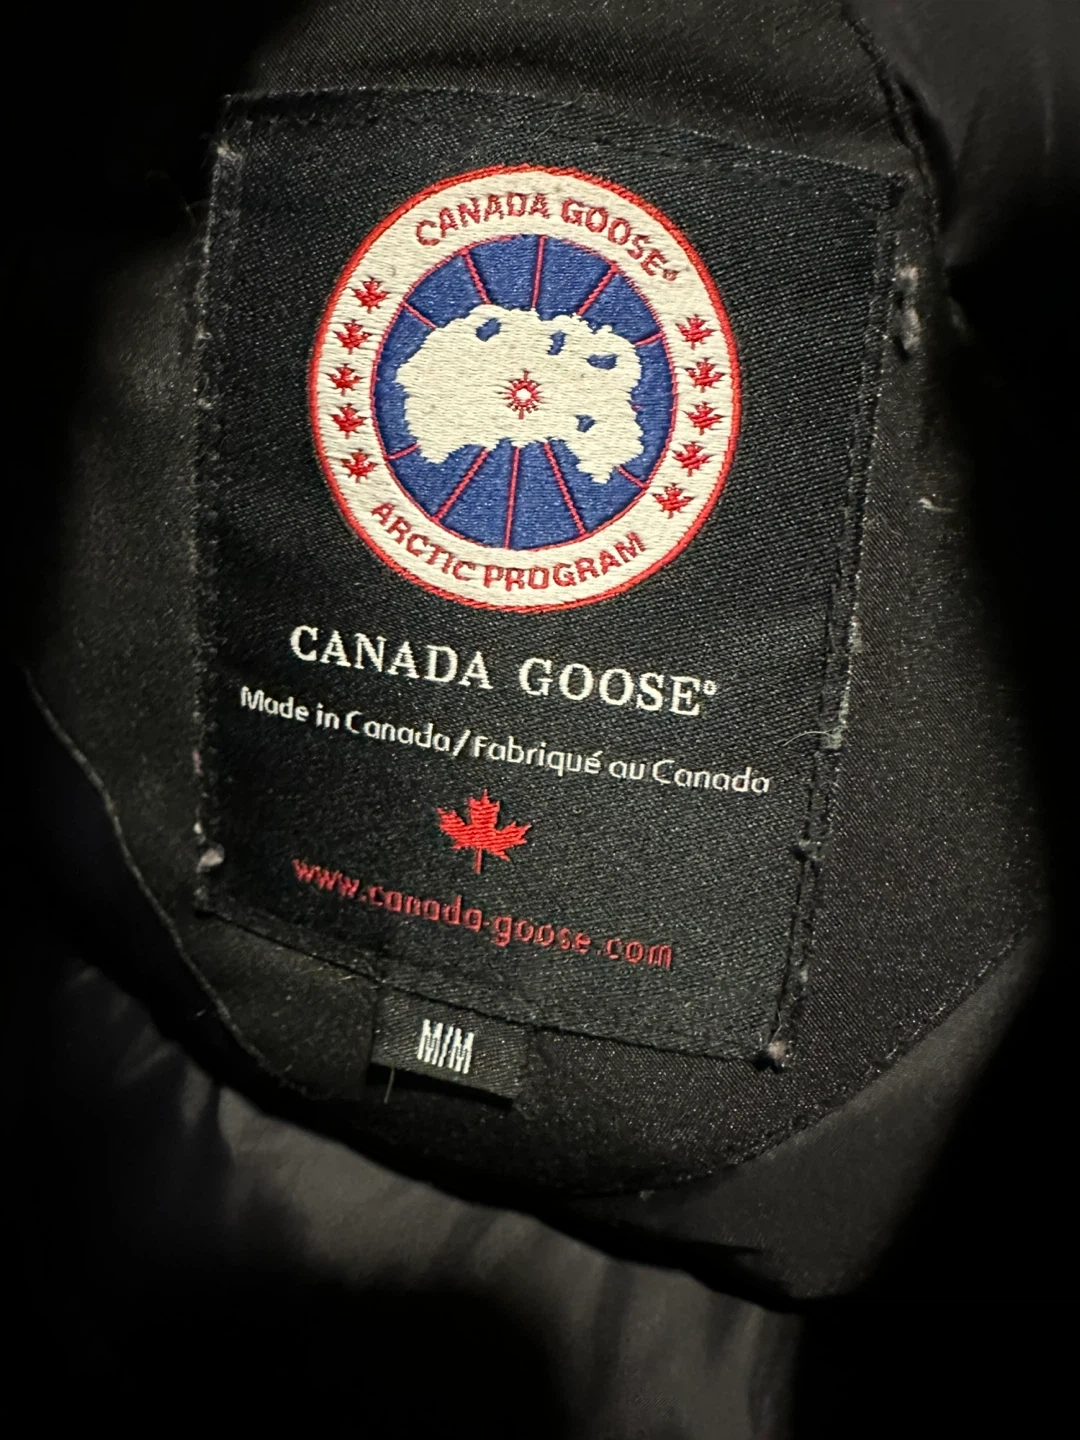 CANADA GOOSE®
ARCTIC PROGRAM
CANADA GOOSE®
Made in Canada/Fabriqué au Canada
www.canada-goose.com
M/M